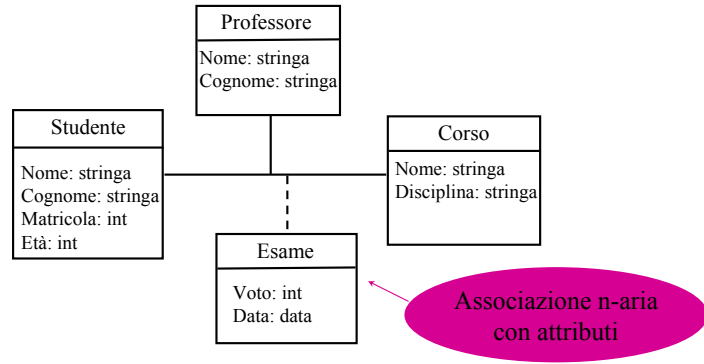 Professore
Nome: stringa
Cognome: stringa
Studente
Nome: stringa
Cognome: stringa
Matricola: int
Età: int
Corso
Nome: stringa
Disciplina: stringa
Esame
Voto: int
Data: data
Associazione n-aria
con attributi